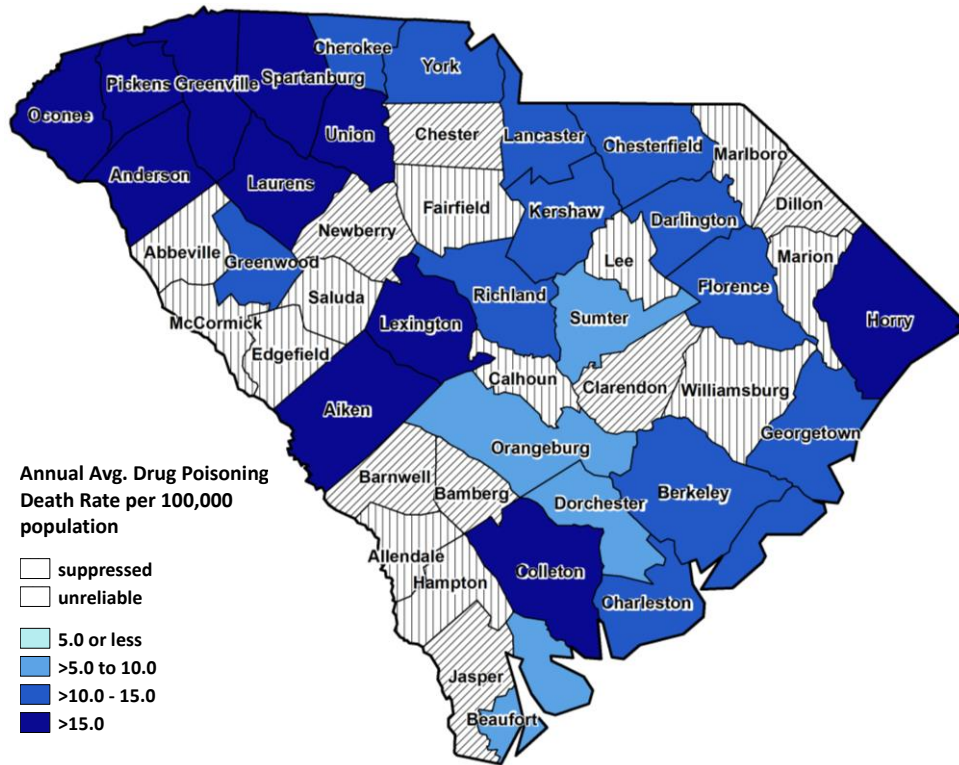 Cherokee
York
Pickens
Greenville
Spartanburg
Oconee
Union
Chester
Lancaster
Chesterfield
Marlboro
Anderson
Laurens
Fairfield
Kershaw
Darlington
Dillon
Newberry
Abbeville
Greenwood
Lee
Marion
Saluda
Richland
Florence
McCormick
Lexington
Sumter
Horry
Edgefield
Calhoun
Clarendon
Williamsburg
Aiken
Georgetown
Orangeburg
Barnwell
Bamberg
Dorchester
Berkeley
Allendale
Hampton
Colleton
Charleston
Jasper
Beaufort
Annual Avg. Drug Poisoning
Death Rate per 100,000
population
suppressed
unreliable
5.0 or less
>5.0 to 10.0
>10.0 - 15.0
>15.0